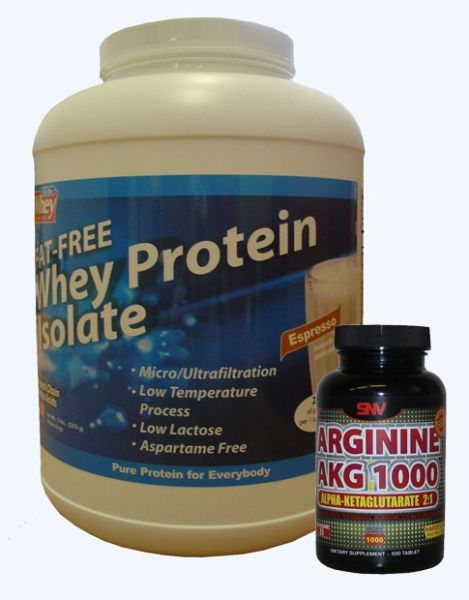 Whey
FAT-FREE
Whey Protein
Isolate
Espresso
• Micro/Ultrafiltration
• Low Temperature
Process
• Low Lactose
• Aspartame Free
Pure Protein for Everybody
SNV
ARGININE
AKG 1000
ALPHA-KETAGLUTARATE 2:1
1000
DIETARY SUPPLEMENT - 100 TABLET